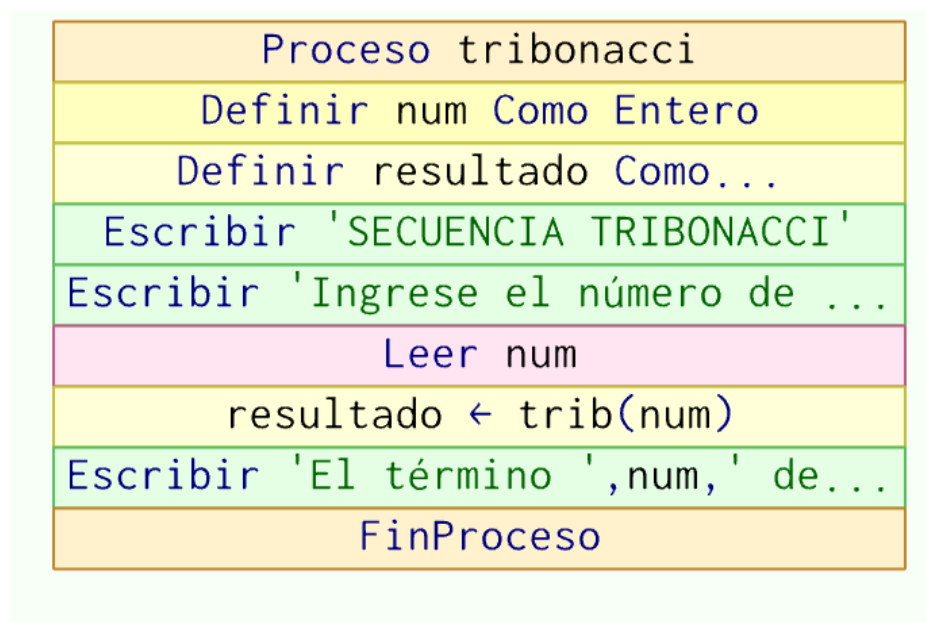 Proceso tribonacci
Definir num Como Entero
Definir resultado Como...
Escribir 'SECUENCIA TRIBONACCI'
Escribir 'Ingrese el número de ...
Leer num
resultado ← trib(num)
Escribir 'El término ',num,' de...
FinProceso